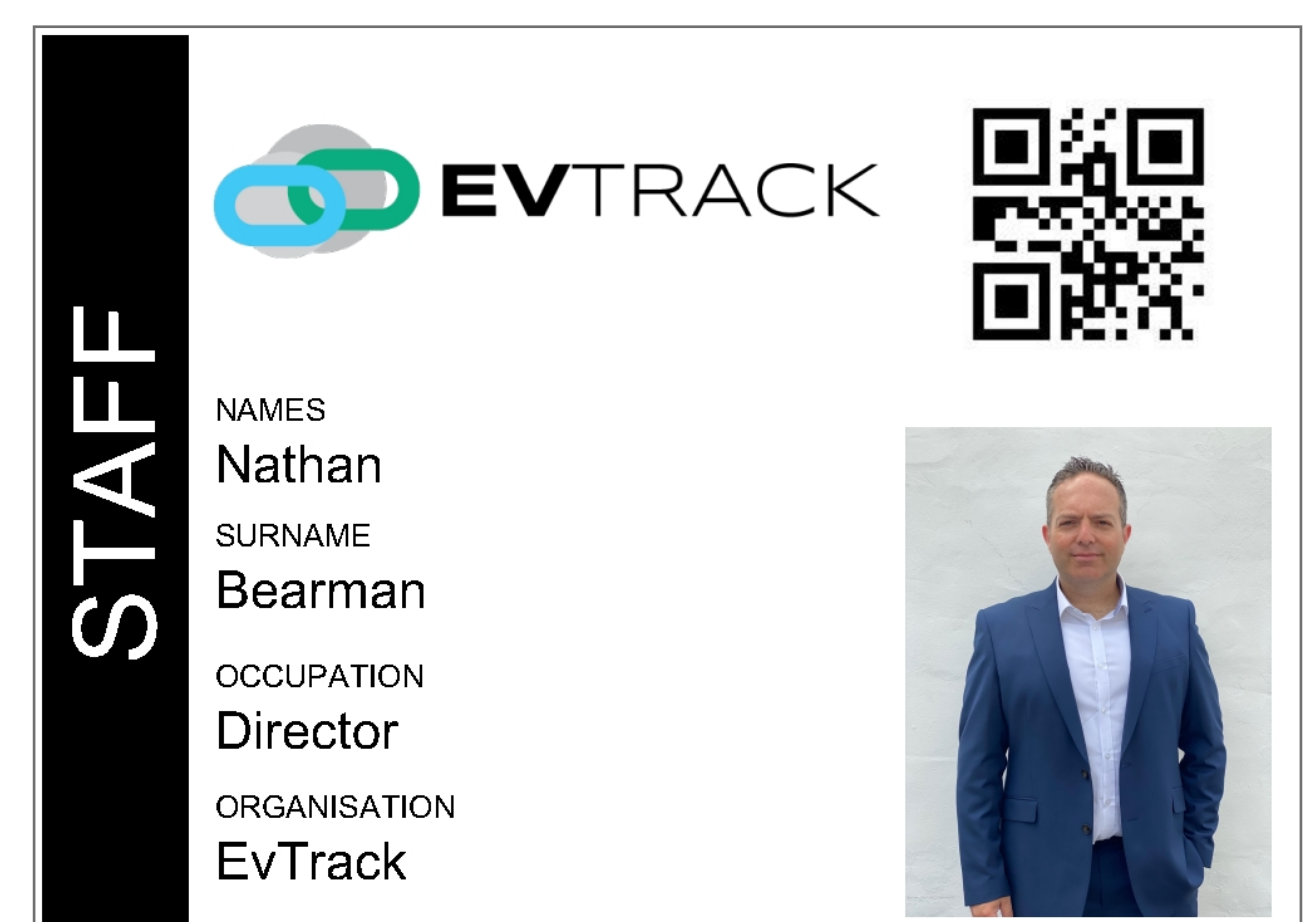 STAFF
EVTRACK
NAMES
Nathan
SURNAME
Bearman
OCCUPATION
Director
ORGANISATION
EvTrack